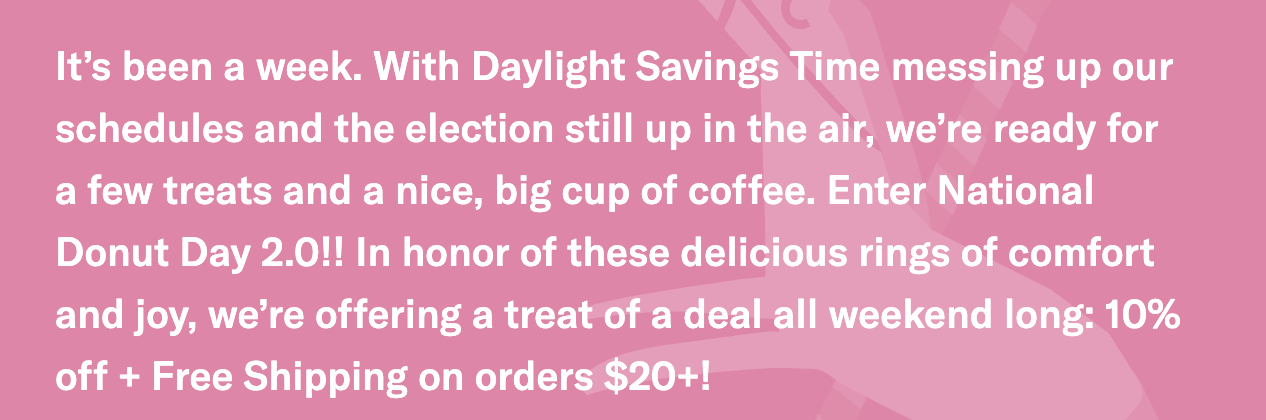 It’s been a week. With Daylight Savings Time messing up our
schedules and the election still up in the air, we’re ready for
a few treats and a nice, big cup of coffee. Enter National
Donut Day 2.0!! In honor of these delicious rings of comfort
and joy, we’re offering a treat of a deal all weekend long: 10%
off + Free Shipping on orders $20+!